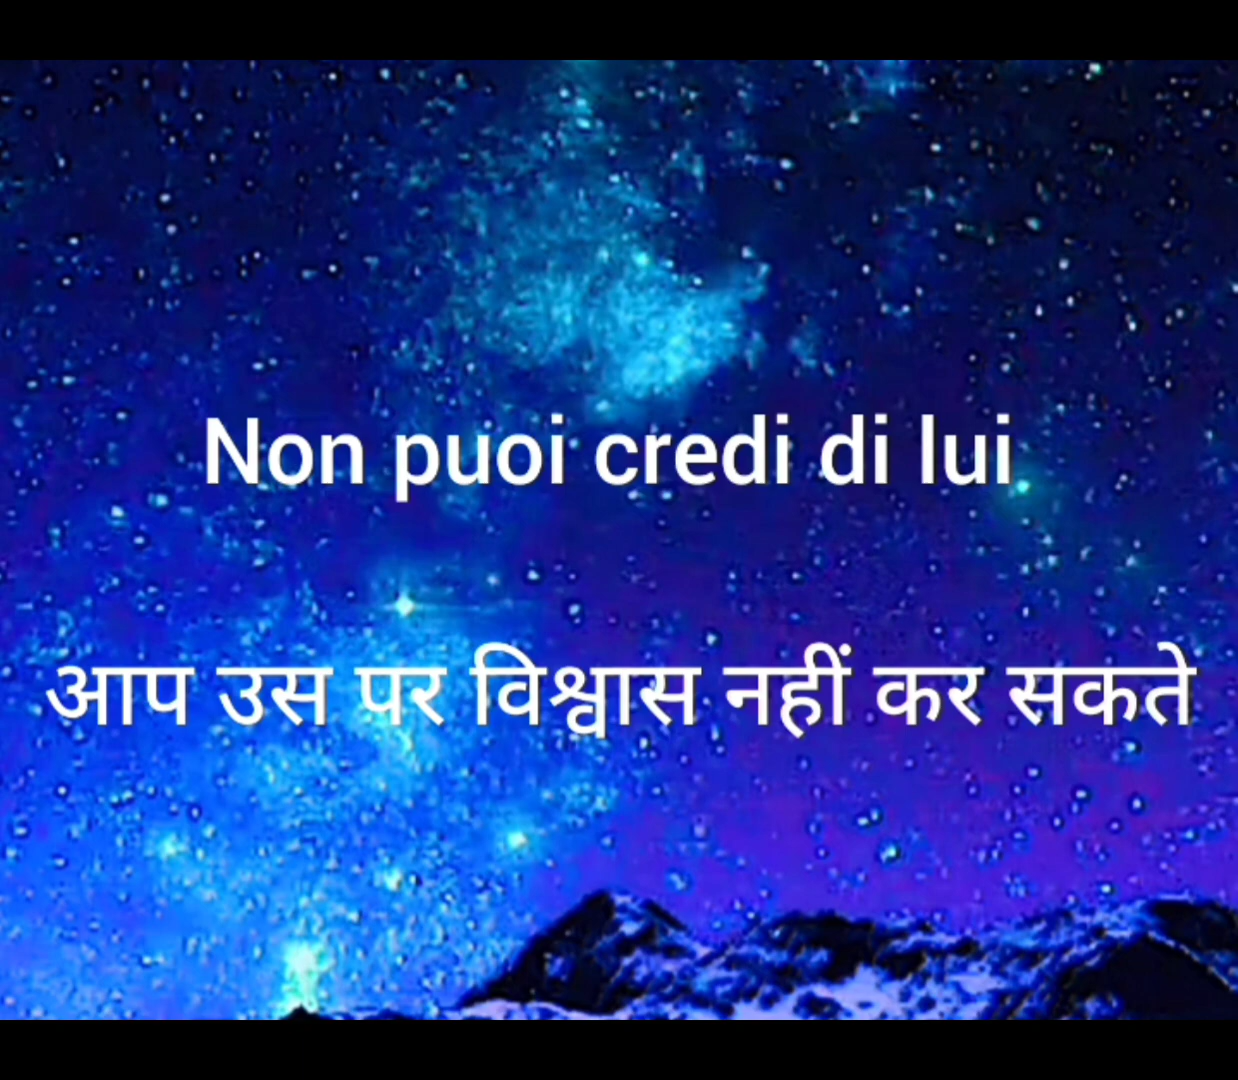 Non puoi credi di lui
आप उस पर विश्वास नहीं कर सकते